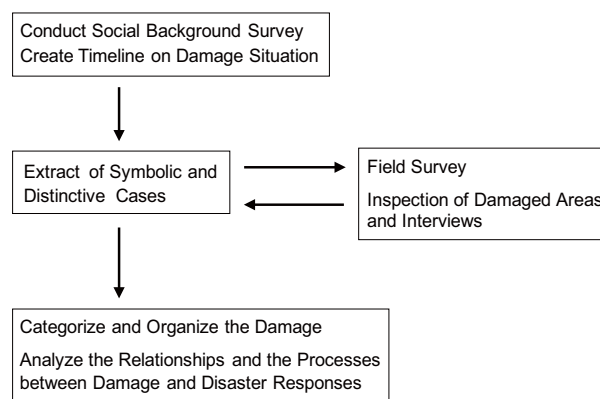 Conduct Social Background Survey
Create Timeline on Damage Situation
Extract of Symbolic and
Distinctive Cases
Field Survey
Inspection of Damaged Areas
and Interviews
Categorize and Organize the Damage
Analyze the Relationships and the Processes
between Damage and Disaster Responses